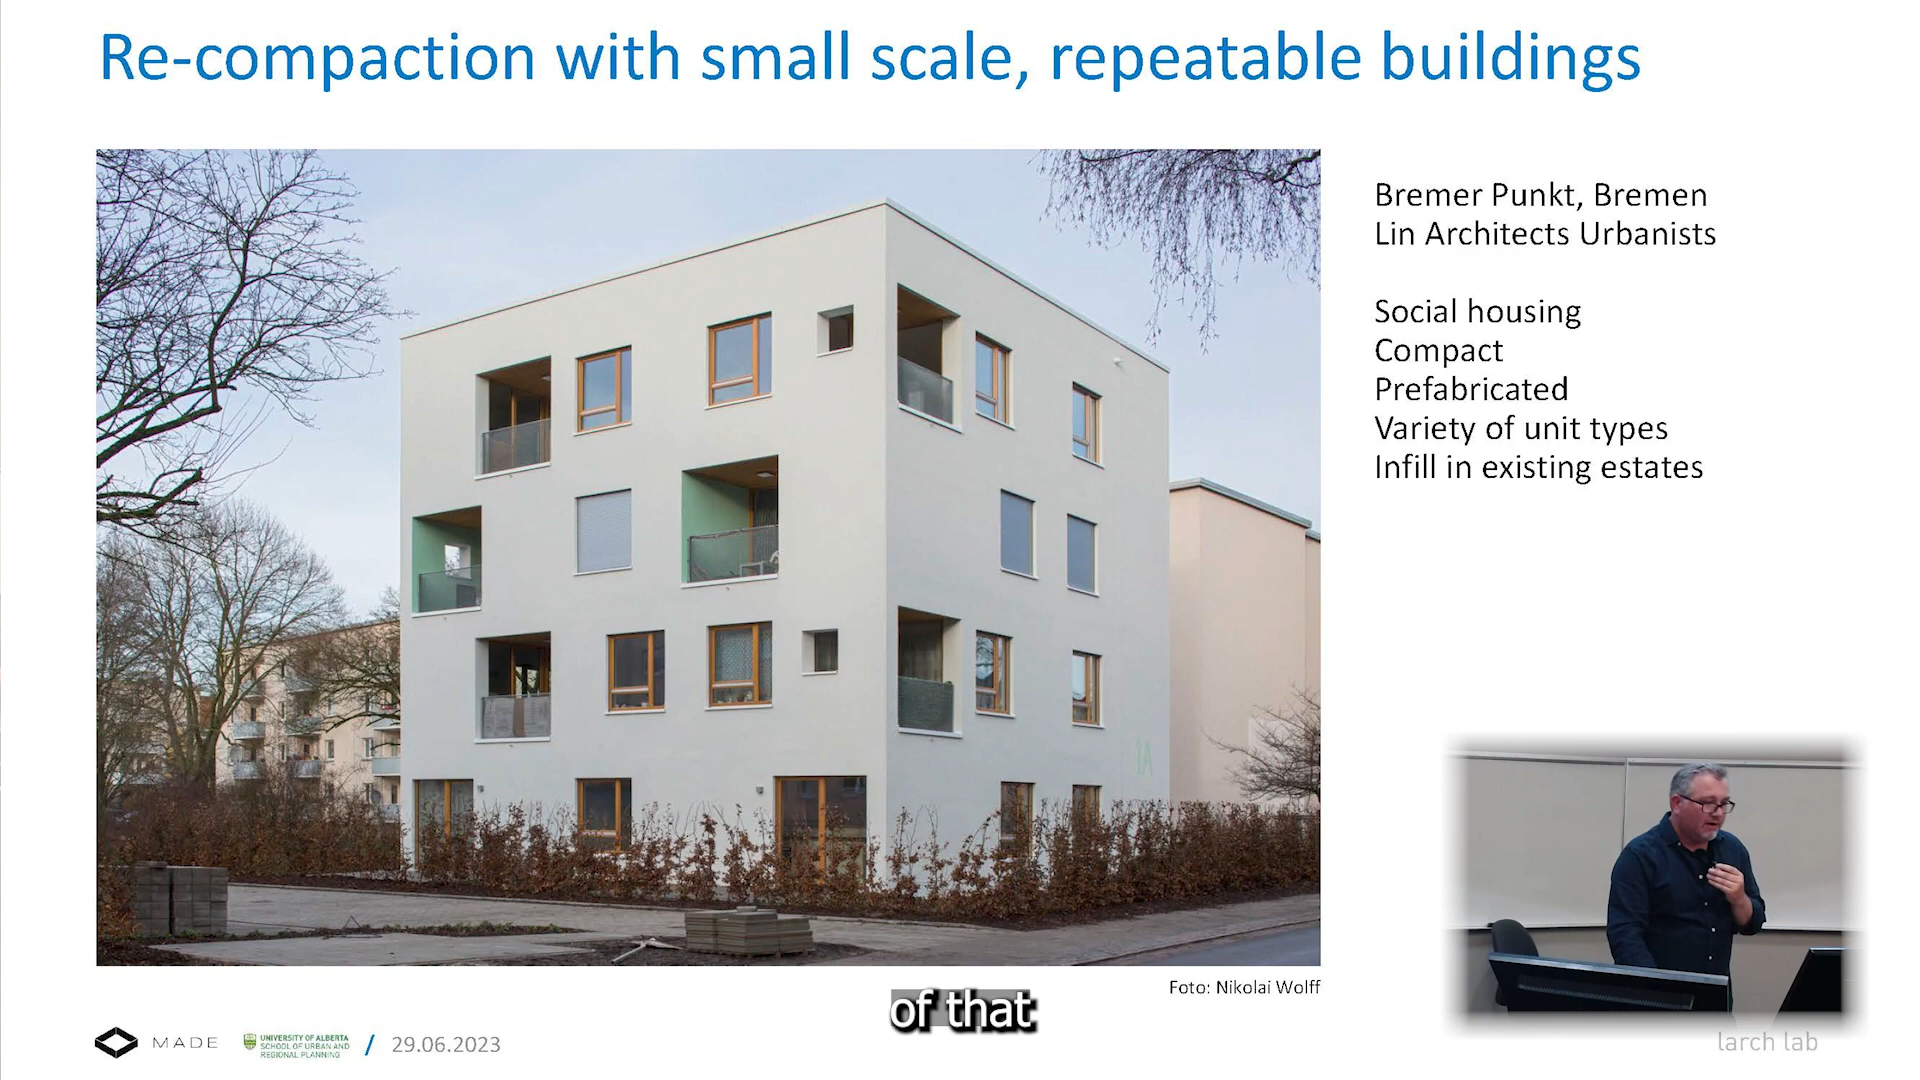 Re-compaction with small scale, repeatable buildings
Bremer Punkt, Bremen
Lin Architects Urbanists
Social housing
Compact
Prefabricated
Variety of unit types
Infill in existing estates
Foto: Nikolai Wolff
of that
MADE
UNIVERSITY OF ALBERTA
SCHOOL OF URBAN AND
REGIONAL PLANNING
/ 29.06.2023
larch lab